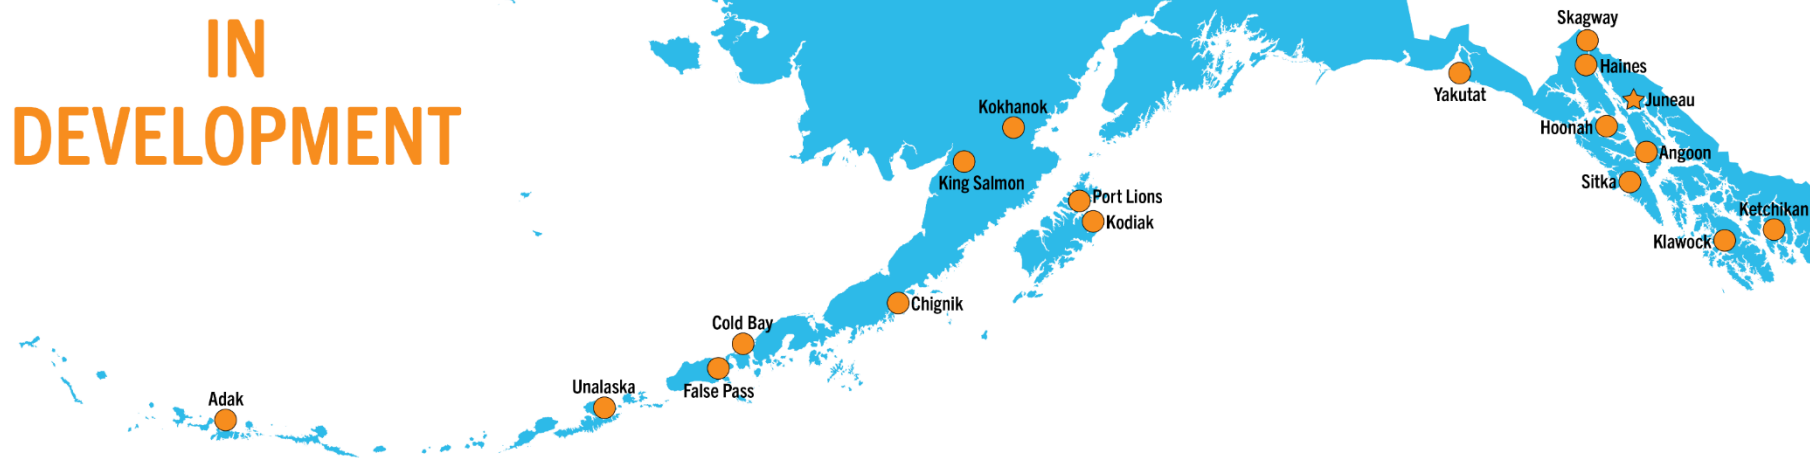 IN
DEVELOPMENT
Skagway
Haines
Yakutat
Juneau
Kokhanok
Hoonah
Angoon
King Salmon
Sitka
Port Lions
Ketchikan
Kodiak
Klawock
Chignik
Cold Bay
Unalaska
False Pass
Adak